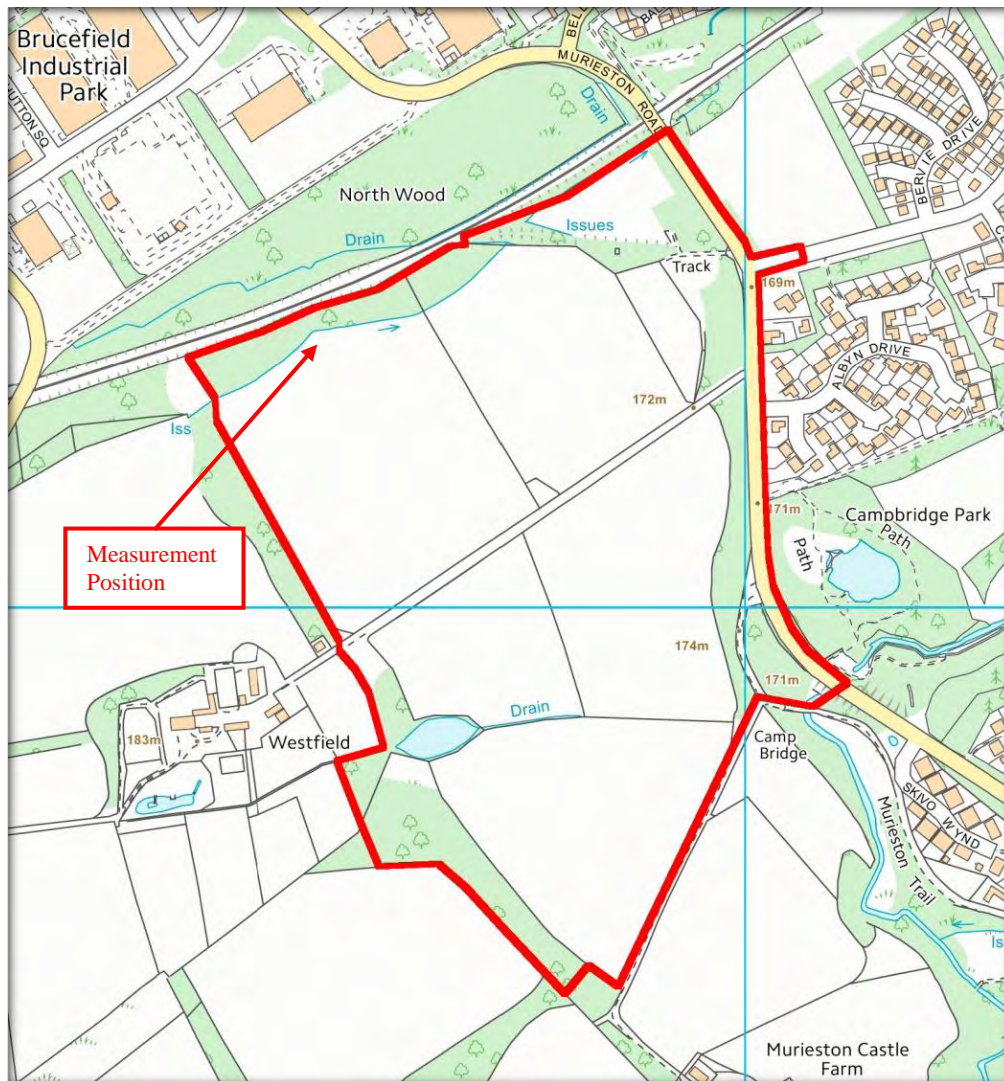 Brucefield
Industrial
Park
HUTTON SQ
MURIESTON ROAD
Drain
BERVIE DRIVE
North Wood
Drain
Issues
Track
169m
ALBYN DRIVE
172m
Iss
171m
Campbridge Park
Path
Path
Measurement
Position
174m
171m
Drain
Westfield
183m
Camp
Bridge
SKIVO WYND
Murieston
Trail
Murieston Castle
Farm